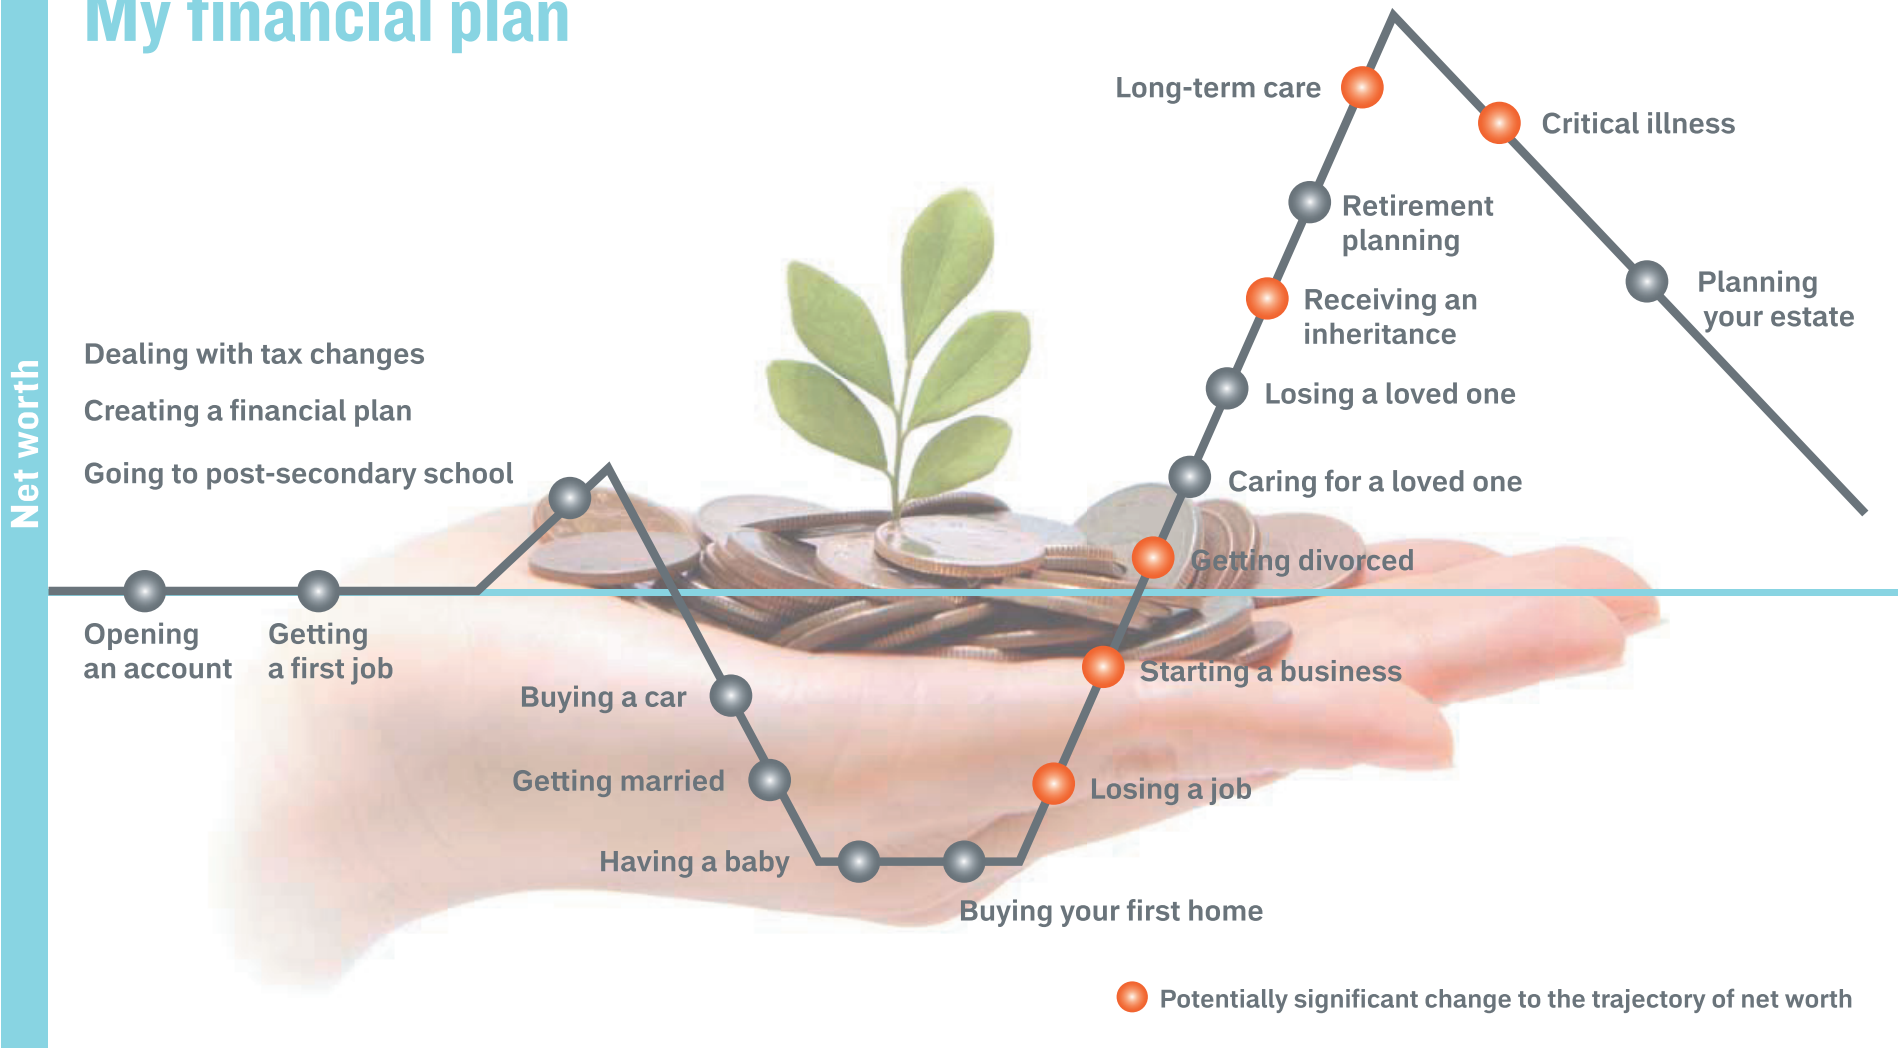 My financial plan
Long-term care
Critical illness
Retirement
planning
Planning
your estate
Receiving an
inheritance
Net worth
Dealing with tax changes
Creating a financial plan
Losing a loved one
Going to post-secondary school
Caring for a loved one
Getting divorced
Opening
an account
Getting
a first job
Starting a business
Buying a car
Getting married
Losing a job
Having a baby
Buying your first home
Potentially significant change to the trajectory of net worth